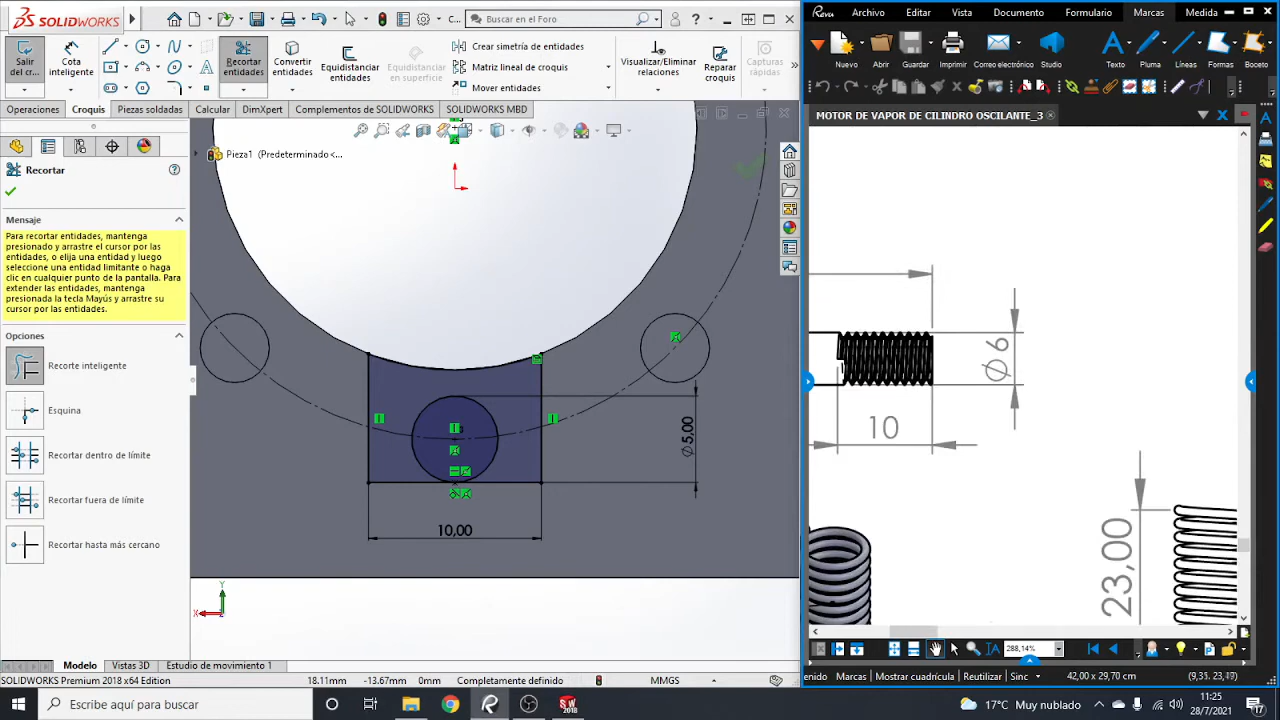 SOLIDWORKS
Buscar en el Foro
Salir del cr...
Cota inteligente
Recortar entidades
Convertir entidades
Equidistanciar entidades
Equidistanciar en superficie
Crear simetría de entidades
Matriz lineal de croquis
Mover entidades
Visualizar/Eliminar relaciones
Reparar croquis
Capturas rápidas
Operaciones
Croquis
Piezas soldadas
Calcular
DimXpert
Complementos de SOLIDWORKS
SOLIDWORKS MBD
Pieza1 (Predeterminado <...
Recortar
Mensaje
Para recortar entidades, mantenga
presionado y arrastre el cursor por las
entidades, o elija una entidad y luego
seleccione una entidad limitante o haga
clic en cualquier punto de la pantalla. Para
extender las entidades, mantenga
presionada la tecla Mayús y arrastre su
cursor por las entidades.
Opciones
Recorte inteligente
Esquina
Recortar dentro de límite
Recortar fuera de límite
Recortar hasta más cercano
∅5,00
10,00
Y
X
Modelo
Vistas 3D
Estudio de movimiento 1
SOLIDWORKS Premium 2018 x64 Edition
18.11mm
-13.67mm
0mm
Completamente definido
MMGS
Revu
Archivo
Editar
Vista
Documento
Formulario
Marcas
Medida
Nuevo
Abrir
Guardar
Imprimir
Correo electrónico
Studio
Texto
Pluma
Líneas
Formas
Boceto
MOTOR DE VAPOR DE CILINDRO OSCILANTE_3
∅ 6
10
23,00
288,14%
enido
Marcas
Mostrar cuadrícula
Reutilizar
Sinc
42,00 x 29,70 cm
Escribe aquí para buscar
SW
2018
17°C Muy nublado
11:25
28/7/2021
17